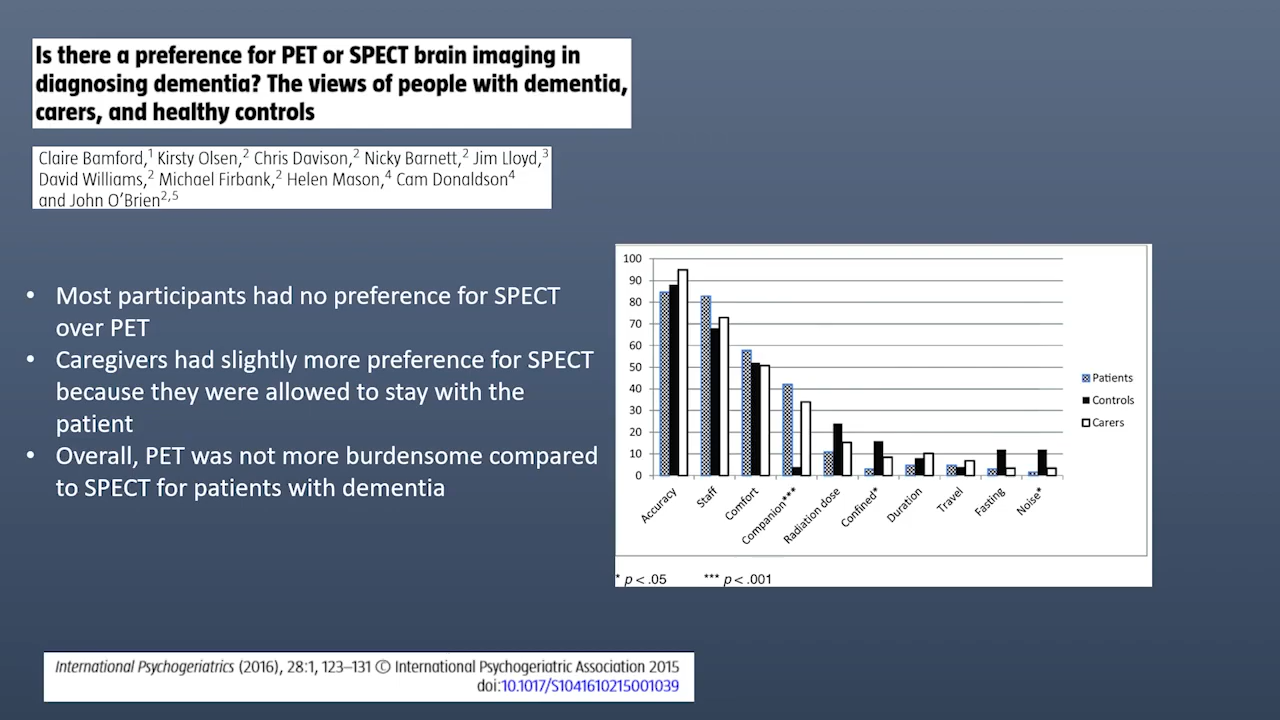 Is there a preference for PET or SPECT brain imaging in
diagnosing dementia? The views of people with dementia,
carers, and healthy controls
Claire Bamford,1 Kirsty Olsen,2 Chris Davison,2 Nicky Barnett,2 Jim Lloyd,3
David Williams,2 Michael Firbank,2 Helen Mason,4 Cam Donaldson4
and John O'Brien2,5
• Most participants had no preference for SPECT
over PET
• Caregivers had slightly more preference for SPECT
because they were allowed to stay with the
patient
• Overall, PET was not more burdensome compared
to SPECT for patients with dementia
100
90
80
70
60
50
40
30
20
10
0
Accuracy
Staff
Comfort
Companion***
Radiation dose
Confined*
Duration
Travel
Fasting
Noise*
Patients
Controls
Carers
* p < .05 *** p < .001
International Psychogeriatrics (2016), 28:1, 123–131 © International Psychogeriatric Association 2015
doi:10.1017/S1041610215001039